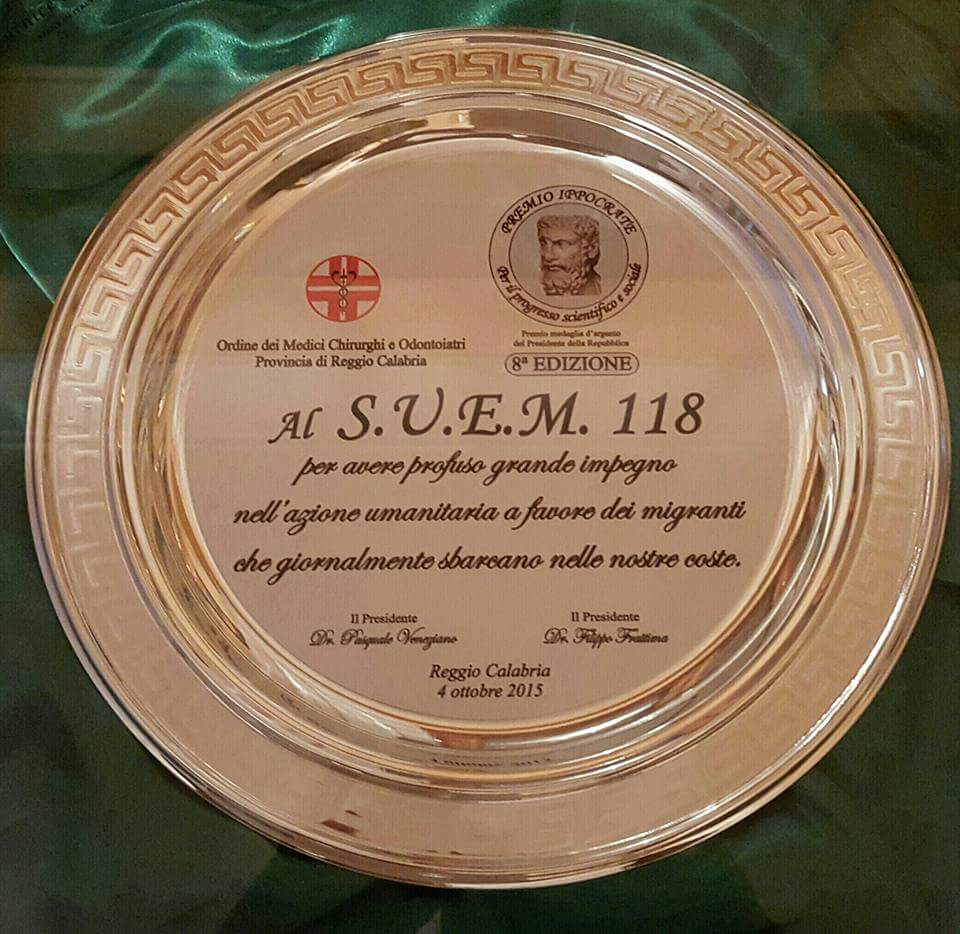 Ordine dei Medici Chirurghi e Odontoiatri
Provincia di Reggio Calabria
PREMIO IPPOCRATE
Per il progresso scientifico e sociale
Premio medaglia d'argento
del Presidente della Repubblica
8ª EDIZIONE
Al S.U.E.M. 118
per avere profuso grande impegno
nell'azione umanitaria a favore dei migranti
che giornalmente sbarcano nelle nostre coste.
Il Presidente
Dr. Pasquale Veneziano
Il Presidente
Dr. Filippo Frattima
Reggio Calabria
4 ottobre 2015